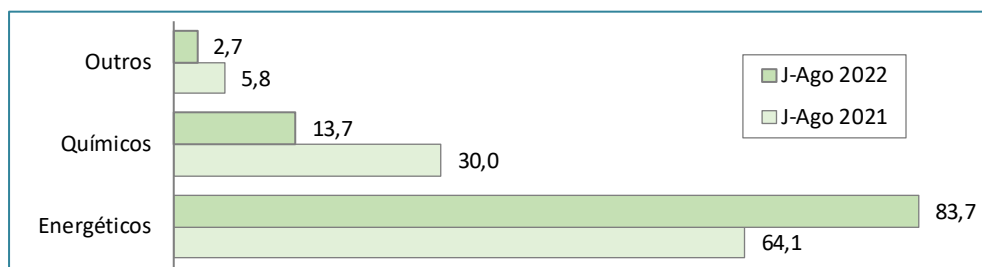 Outros
2,7
5,8
Químicos
13,7
30,0
Energéticos
83,7
64,1
J-Ago 2022
J-Ago 2021